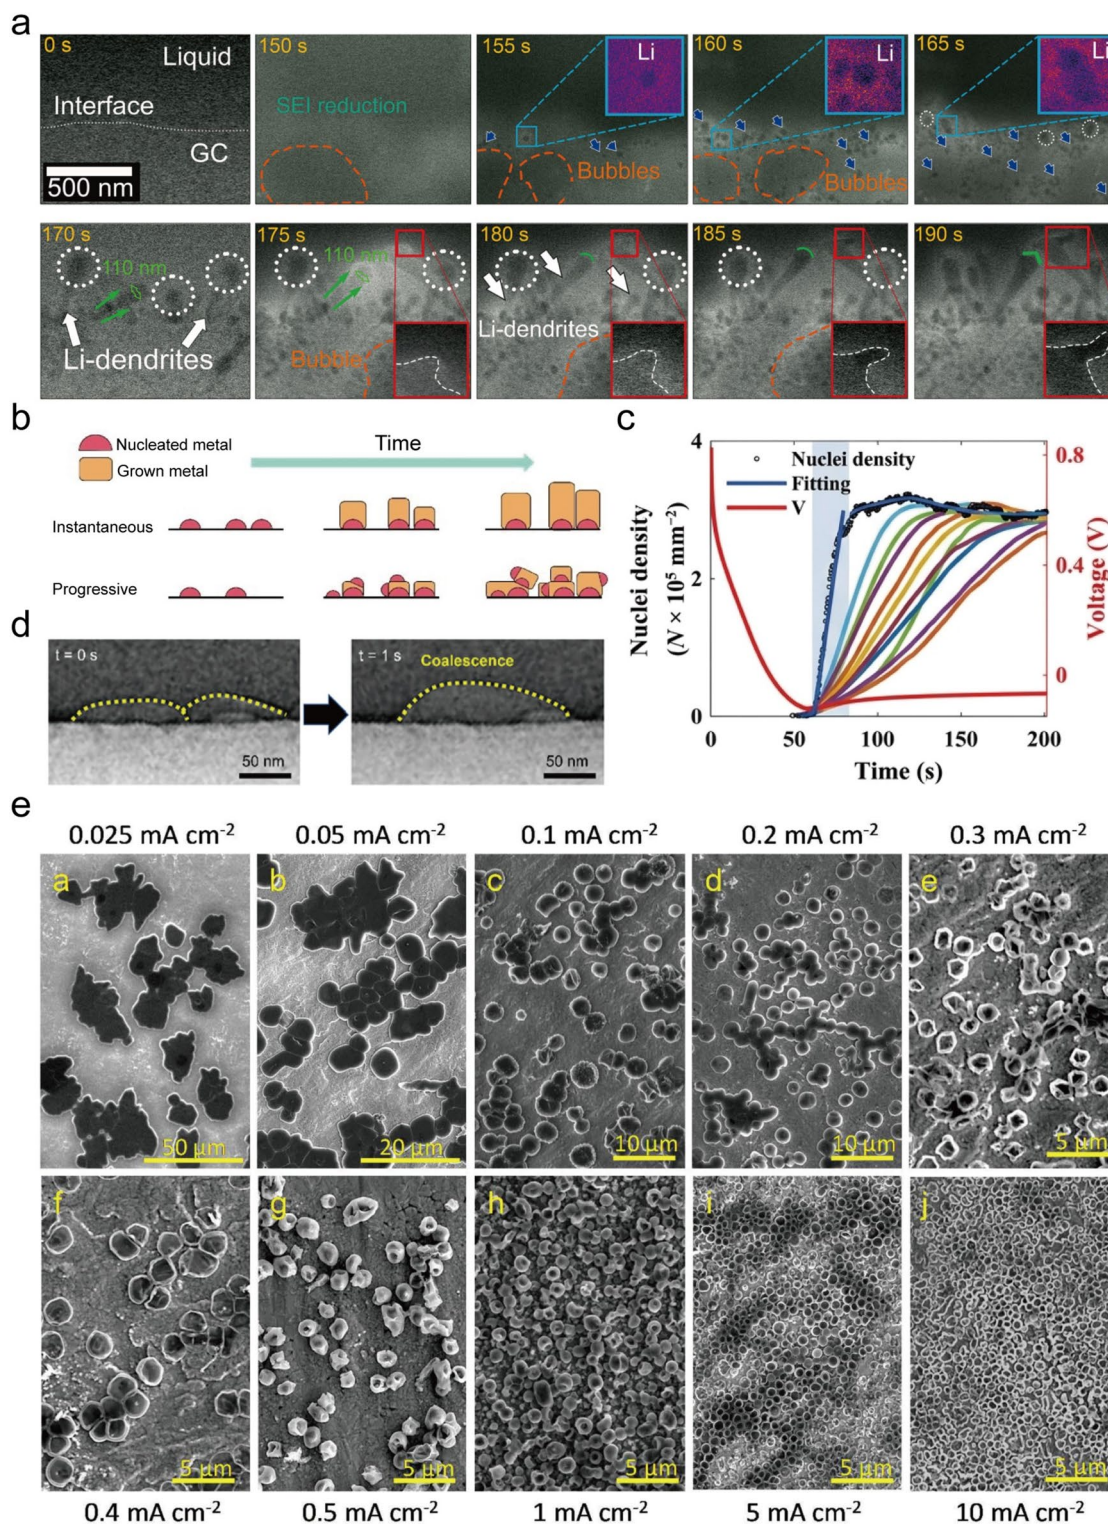 a
0 s
Liquid
Interface
GC
500 nm
150 s
SEI reduction
155 s
Li
Bubbles
160 s
Li
Bubbles
165 s
Li
170 s
110 nm
Li-dendrites
175 s
110 nm
Bubble
180 s
Li-dendrites
185 s
190 s
b
Time
Nucleated metal
Grown metal
Instantaneous
Progressive
c
Nuclei density
Fitting
V
Nuclei density
(N × 10⁵ mm⁻²)
4
2
0
0.8
0.4
0
Voltage (V)
0 50 100 150 200
Time (s)
d
t = 0 s
50 nm
t = 1 s
Coalescence
50 nm
e
0.025 mA cm⁻² 0.05 mA cm⁻² 0.1 mA cm⁻² 0.2 mA cm⁻² 0.3 mA cm⁻²
a b c d e
50 µm 20 µm 10 µm 10 µm 5 µm
f g h i j
5 µm 5 µm 5 µm 5 µm 5 µm
0.4 mA cm⁻² 0.5 mA cm⁻² 1 mA cm⁻² 5 mA cm⁻² 10 mA cm⁻²